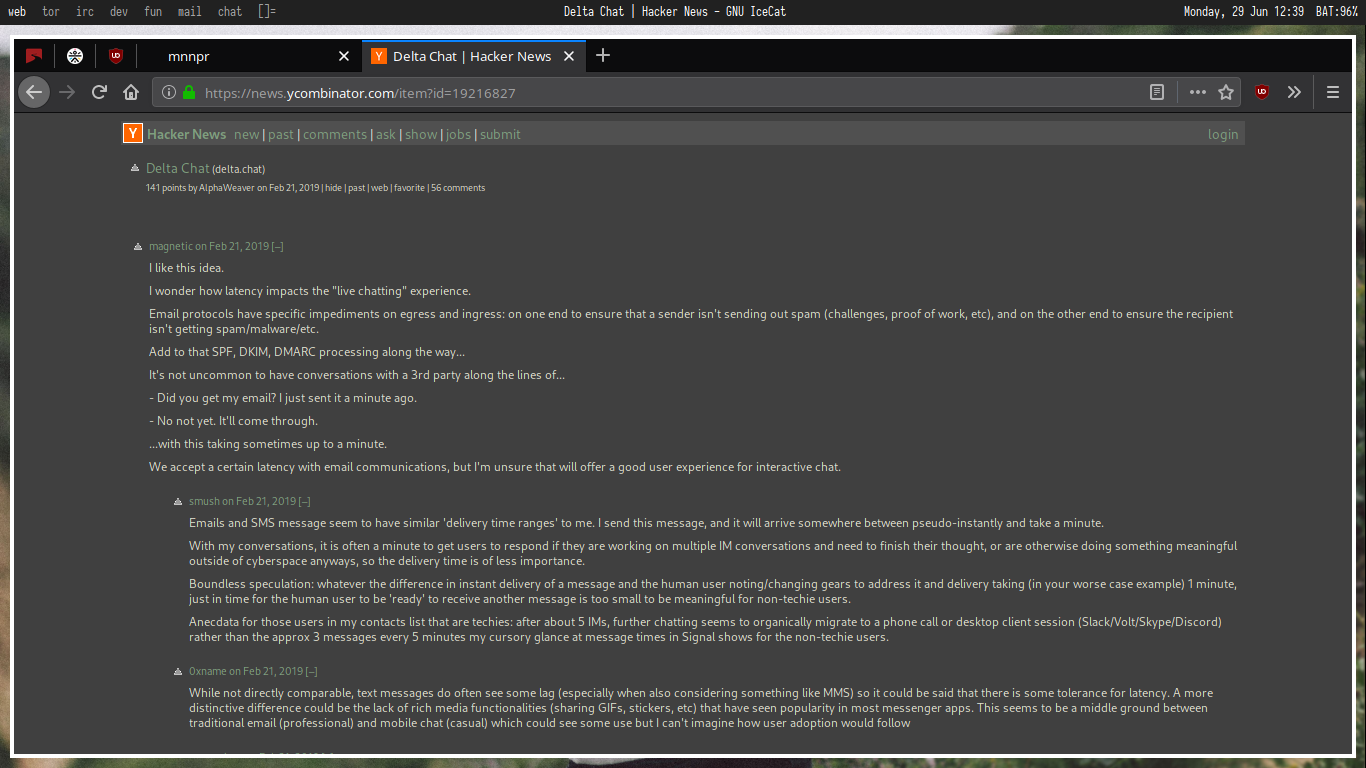 web tor irc dev fun mail chat []= Delta Chat | Hacker News - GNU IceCat Monday, 29 Jun 12:39 BAT:96%
mnnpr Delta Chat | Hacker News
https://news.ycombinator.com/item?id=19216827
Y Hacker News new | past | comments | ask | show | jobs | submit login
Delta Chat (delta.chat)
141 points by AlphaWeaver on Feb 21, 2019 | hide | past | web | favorite | 56 comments
magnetic on Feb 21, 2019 [–]
I like this idea.
I wonder how latency impacts the "live chatting" experience.
Email protocols have specific impediments on egress and ingress: on one end to ensure that a sender isn't sending out spam (challenges, proof of work, etc), and on the other end to ensure the recipient
isn't getting spam/malware/etc.
Add to that SPF, DKIM, DMARC processing along the way...
It's not uncommon to have conversations with a 3rd party along the lines of...
- Did you get my email? I just sent it a minute ago.
- No not yet. It'll come through.
...with this taking sometimes up to a minute.
We accept a certain latency with email communications, but I'm unsure that will offer a good user experience for interactive chat.
smush on Feb 21, 2019 [–]
Emails and SMS message seem to have similar 'delivery time ranges' to me. I send this message, and it will arrive somewhere between pseudo-instantly and take a minute.
With my conversations, it is often a minute to get users to respond if they are working on multiple IM conversations and need to finish their thought, or are otherwise doing something meaningful
outside of cyberspace anyways, so the delivery time is of less importance.
Boundless speculation: whatever the difference in instant delivery of a message and the human user noting/changing gears to address it and delivery taking (in your worse case example) 1 minute,
just in time for the human user to be 'ready' to receive another message is too small to be meaningful for non-techie users.
Anecdata for those users in my contacts list that are techies: after about 5 IMs, further chatting seems to organically migrate to a phone call or desktop client session (Slack/Volt/Skype/Discord)
rather than the approx 3 messages every 5 minutes my cursory glance at message times in Signal shows for the non-techie users.
0xname on Feb 21, 2019 [–]
While not directly comparable, text messages do often see some lag (especially when also considering something like MMS) so it could be said that there is some tolerance for latency. A more
distinctive difference could be the lack of rich media functionalities (sharing GIFs, stickers, etc) that have seen popularity in most messenger apps. This seems to be a middle ground between
traditional email (professional) and mobile chat (casual) which could see some use but I can't imagine how user adoption would follow